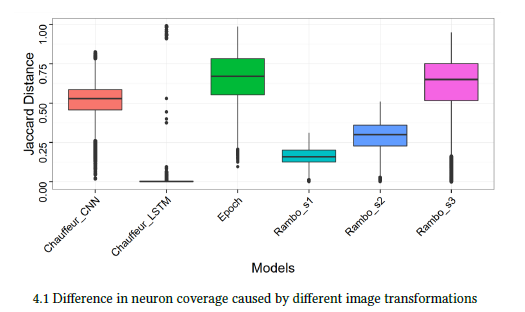 Jaccard Distance
1.00
0.75
0.50
0.25
0.00
Chauffeur_CNN
Chauffeur_LSTM
Epoch
Rambo_s1
Rambo_s2
Rambo_s3
Models
4.1 Difference in neuron coverage caused by different image transformations